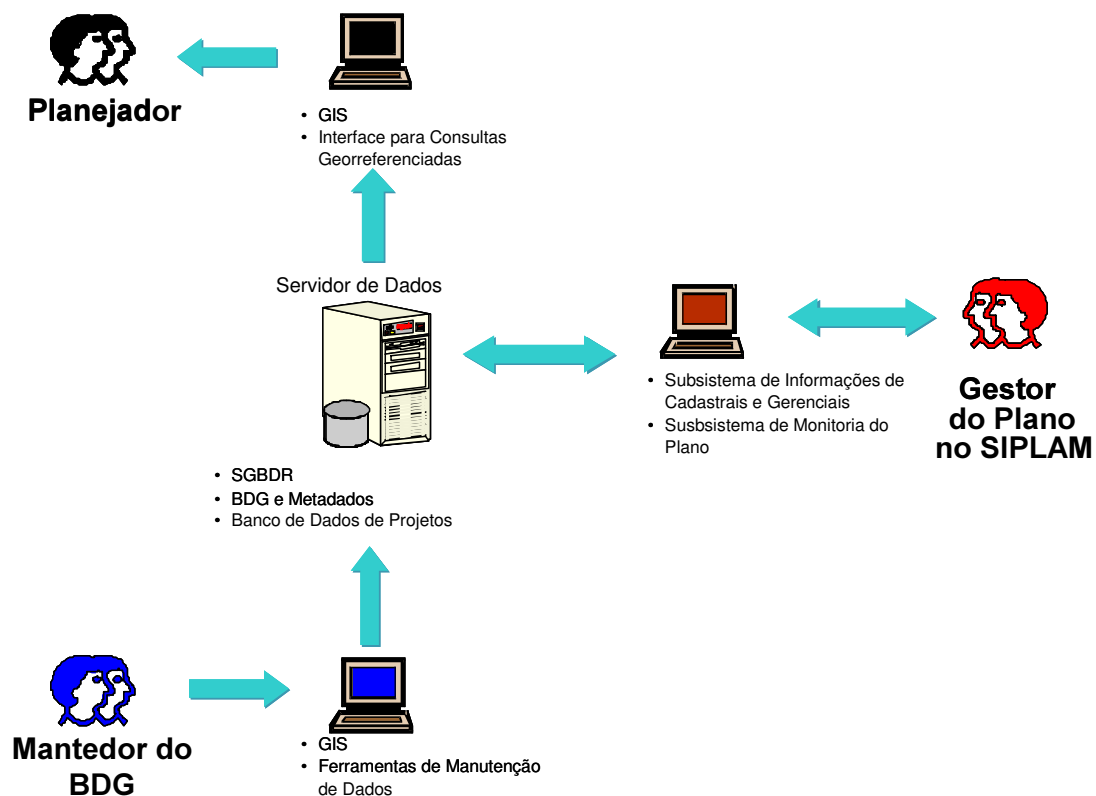 Planejador
• GIS
• Interface para Consultas
Georreferenciadas
Servidor de Dados
• SGBDR
• BDG e Metadados
• Banco de Dados de Projetos
• Subsistema de Informações de
Cadastrais e Gerenciais
• Susbsistema de Monitoria do
Plano
Gestor
do Plano
no SIPLAM
Mantedor do
BDG
• GIS
• Ferramentas de Manutenção
de Dados